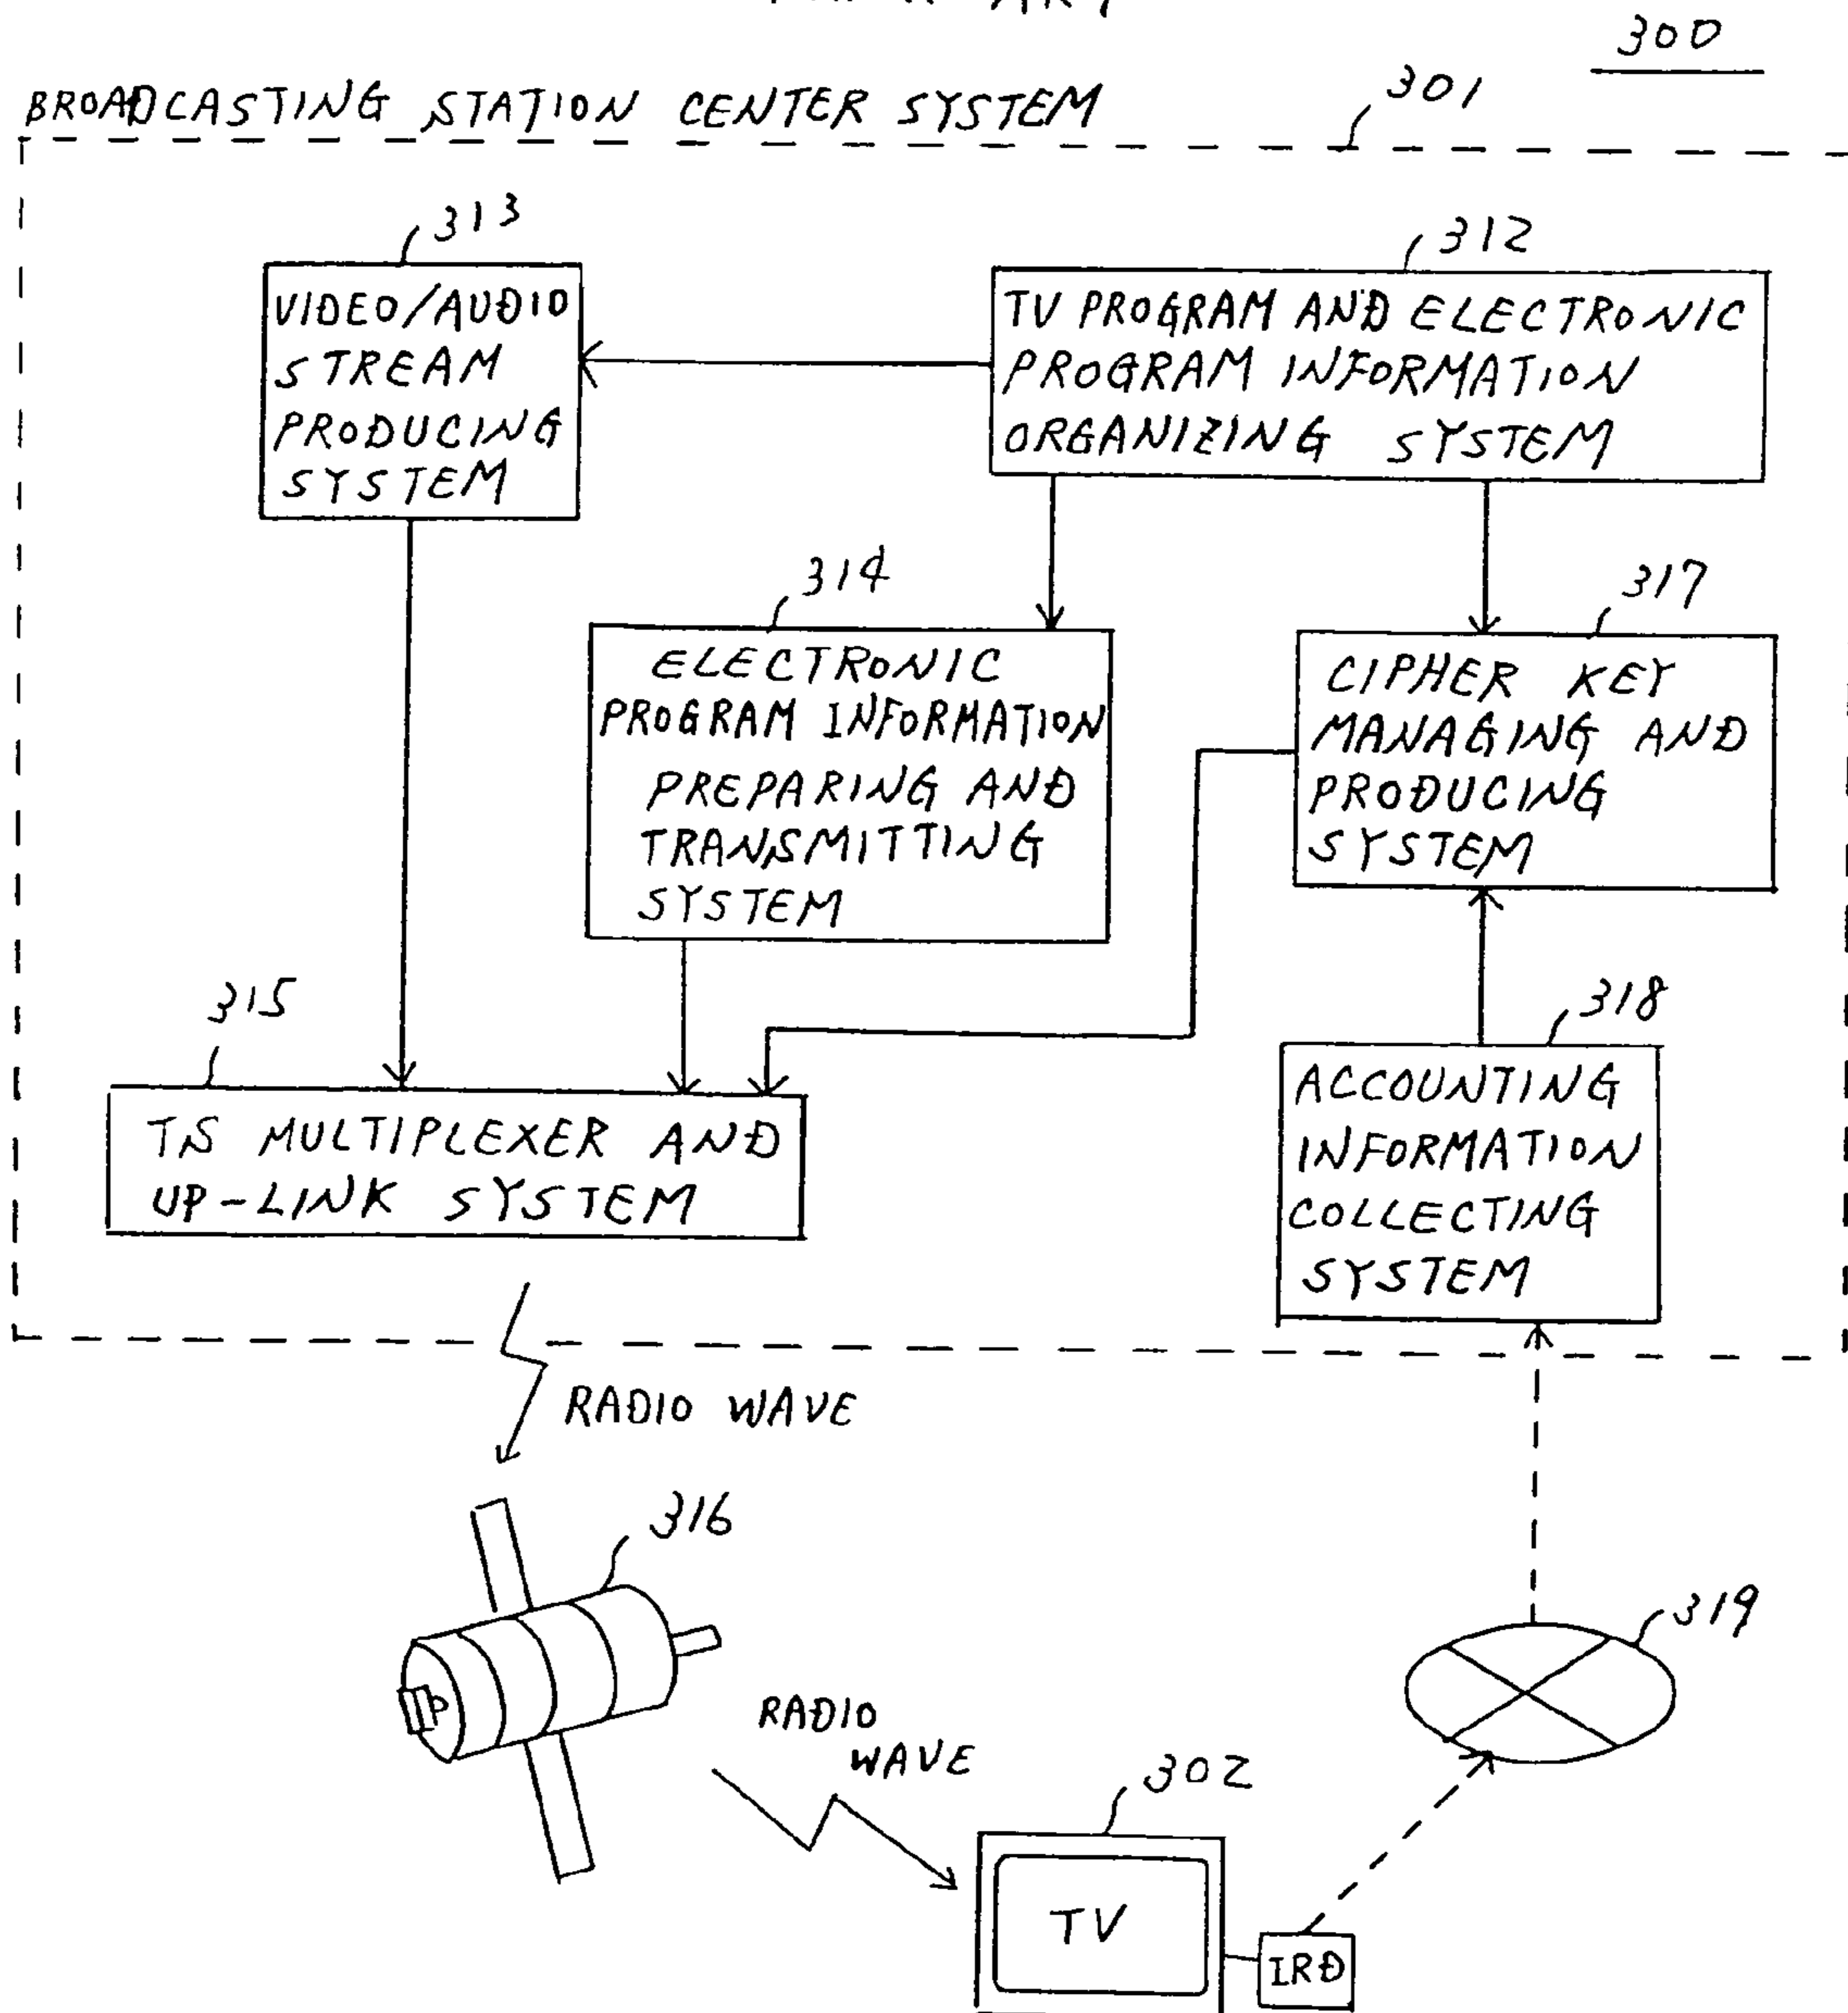 300
BROADCASTING STATION CENTER SYSTEM
301
313
312
VIDEO/AUDIO
STREAM
PRODUCING
SYSTEM
TV PROGRAM AND ELECTRONIC
PROGRAM INFORMATION
ORGANIZING SYSTEM
314
317
ELECTRONIC
PROGRAM INFORMATION
PREPARING AND
TRANSMITTING
SYSTEM
CIPHER KEY
MANAGING AND
PRODUCING
SYSTEM
315
318
TS MULTIPLEXER AND
UP-LINK SYSTEM
ACCOUNTING
INFORMATION
COLLECTING
SYSTEM
RADIO WAVE
316
319
RADIO
WAVE
302
TV
IRD